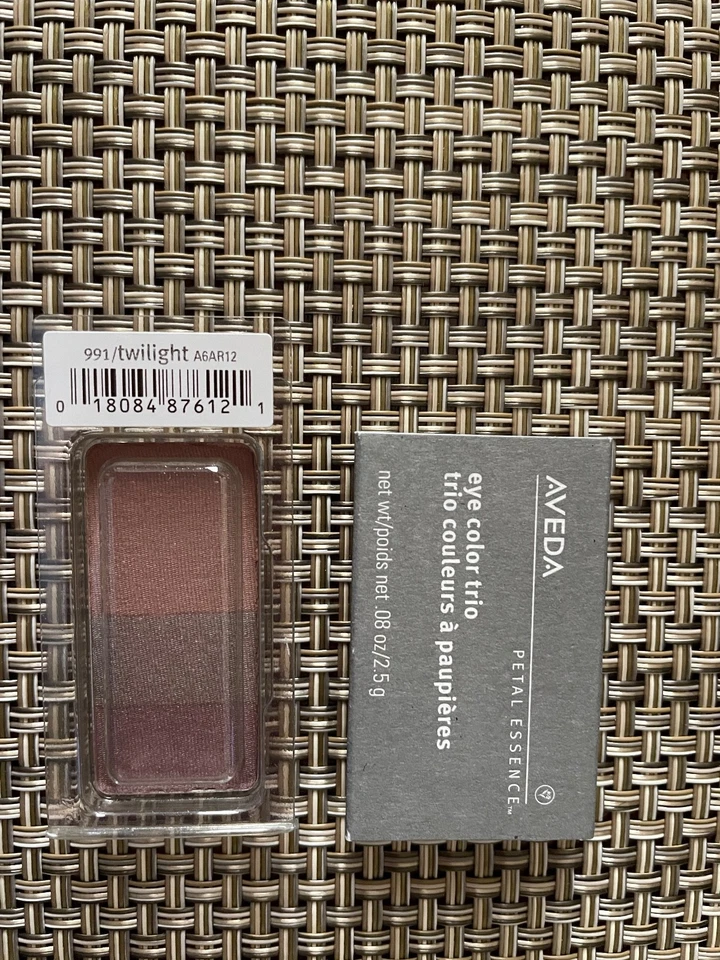 991/twilight A6AR12
0 18084 87612 1
AVEDA
PETAL ESSENCE™
eye color trio
trio couleurs à paupières
net wt/poids net .08 oz/2.5 g